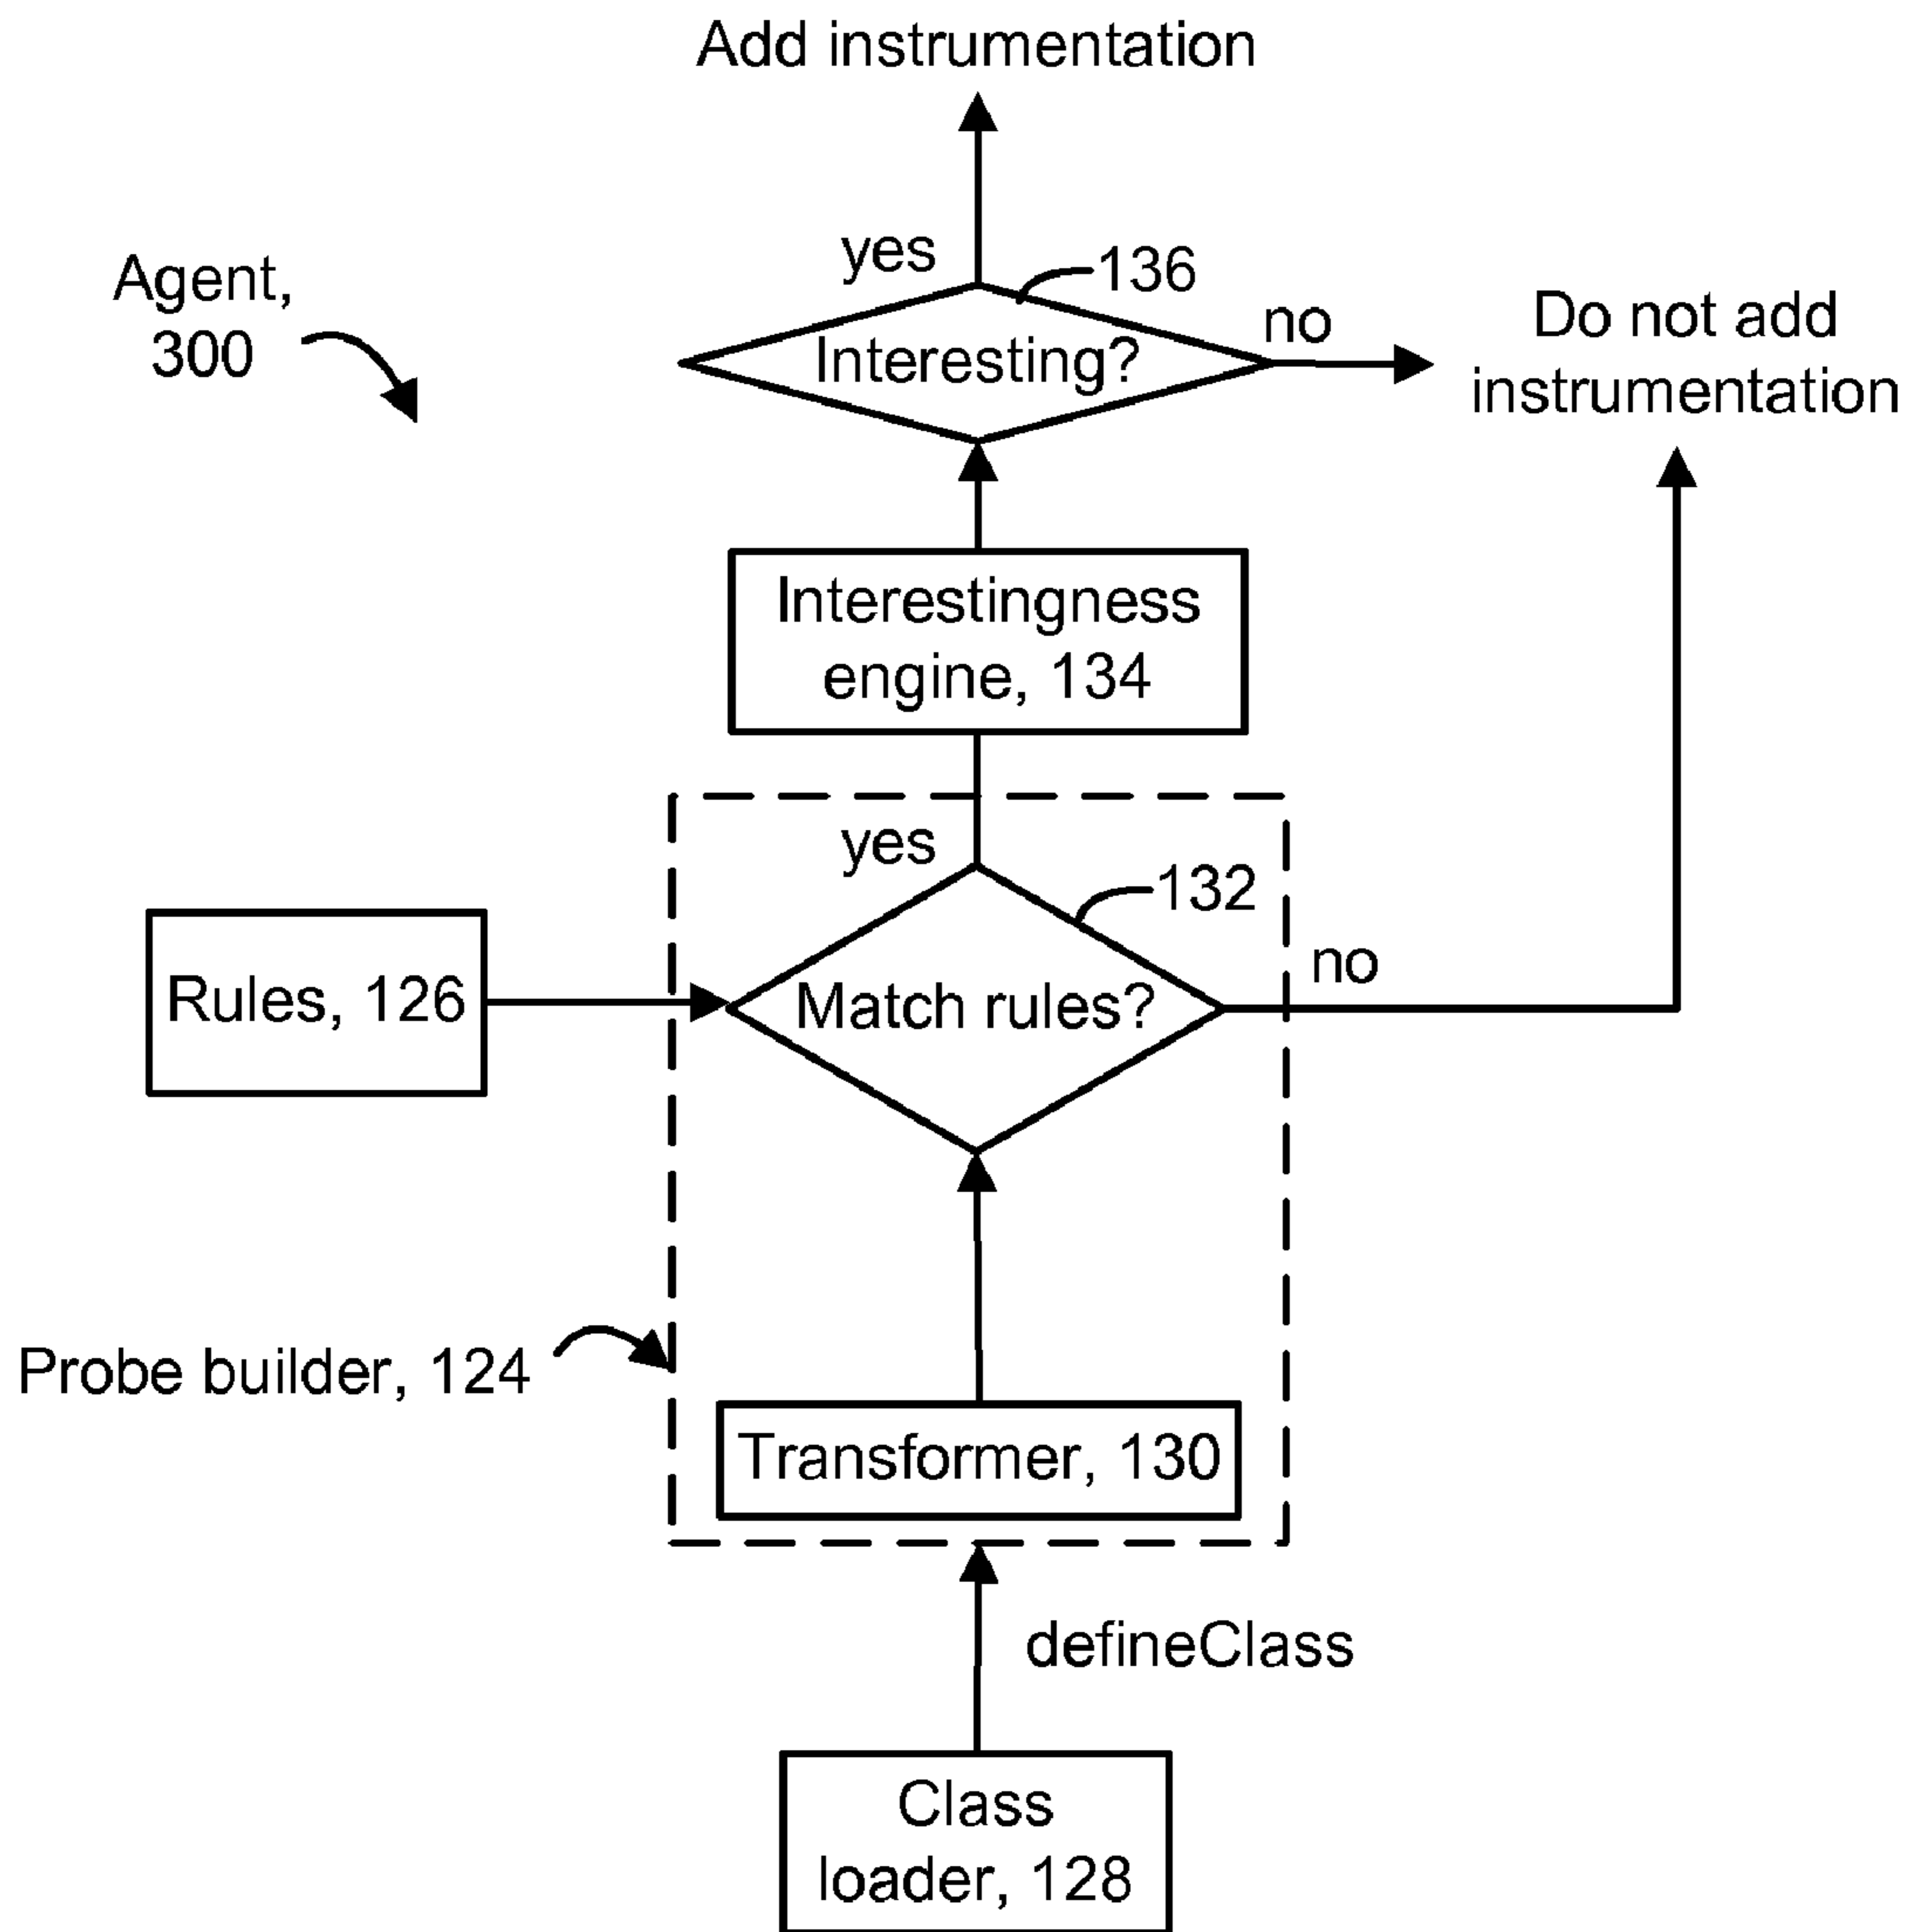 Add instrumentation
yes
136
Agent,
300
no
Interesting?
Do not add
instrumentation
Interestingness
engine, 134
yes
132
no
Rules, 126
Match rules?
Probe builder, 124
Transformer, 130
defineClass
Class
loader, 128